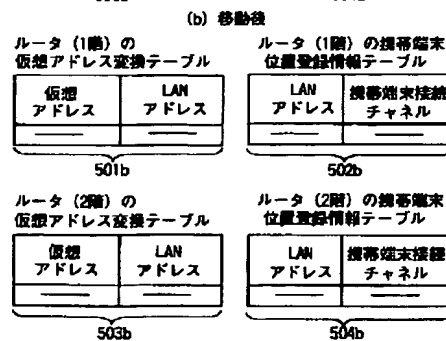 (b) 移動後
ルータ (1階) の
仮想アドレス変換テーブル
仮想
アドレス
LAN
アドレス
501b
ルータ (1階) の携帯端末
位置登録情報テーブル
LAN
アドレス
携帯端末接続
チャネル
502b
ルータ (2階) の
仮想アドレス変換テーブル
仮想
アドレス
LAN
アドレス
503b
ルータ (2階) の携帯端末
位置登録情報テーブル
LAN
アドレス
携帯端末接続
チャネル
504b